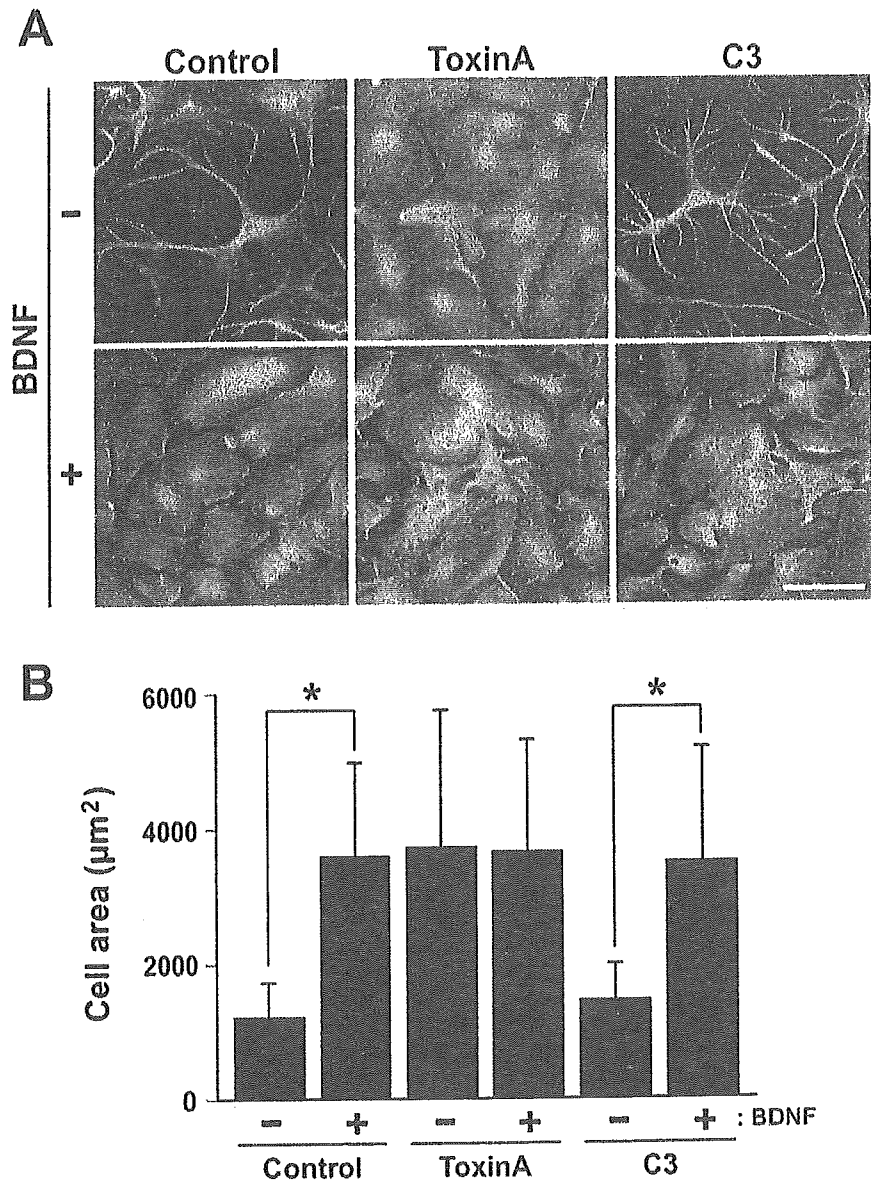 A
Control ToxinA C3
BDNF
-
+
B
Cell area (µm²)
6000
4000
2000
0
*
*
- + - + - + : BDNF
Control ToxinA C3